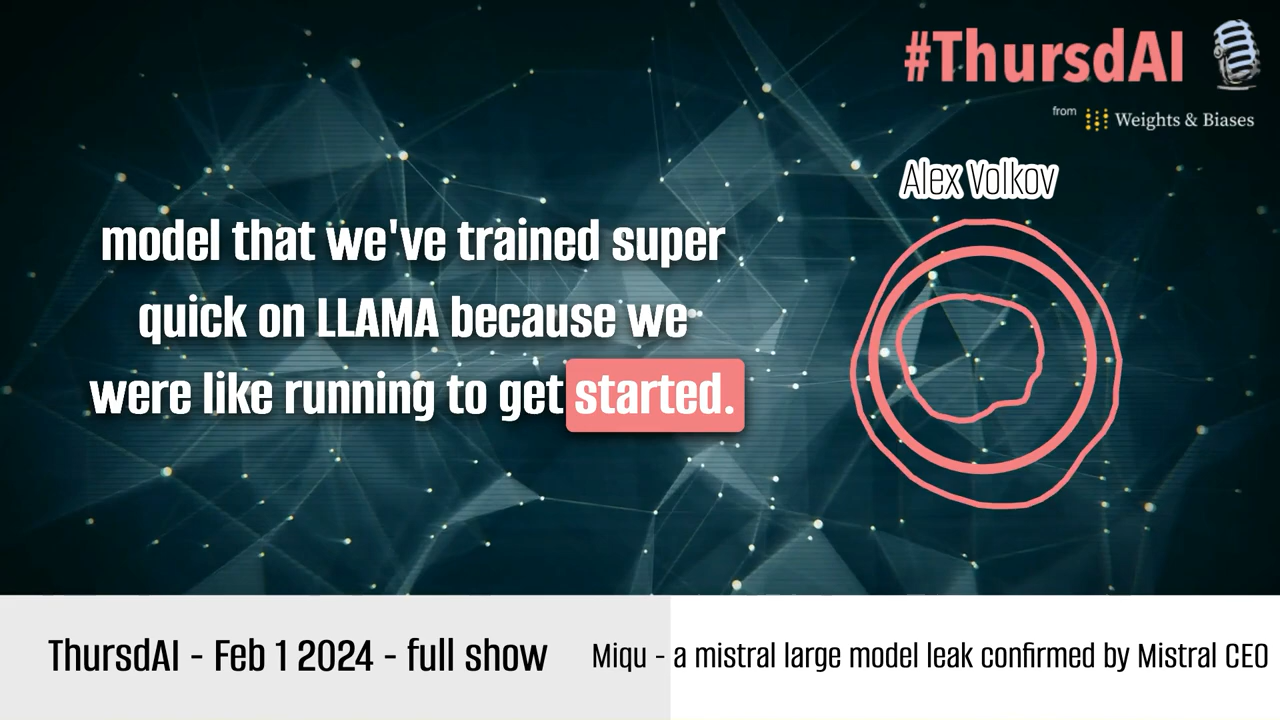 #ThursdAI
from Weights & Biases
Alex Volkov
model that we've trained super
quick on LLAMA because we
were like running to get started.
ThursdAI - Feb 1 2024 - full show
Miqu - a mistral large model leak confirmed by Mistral CEO